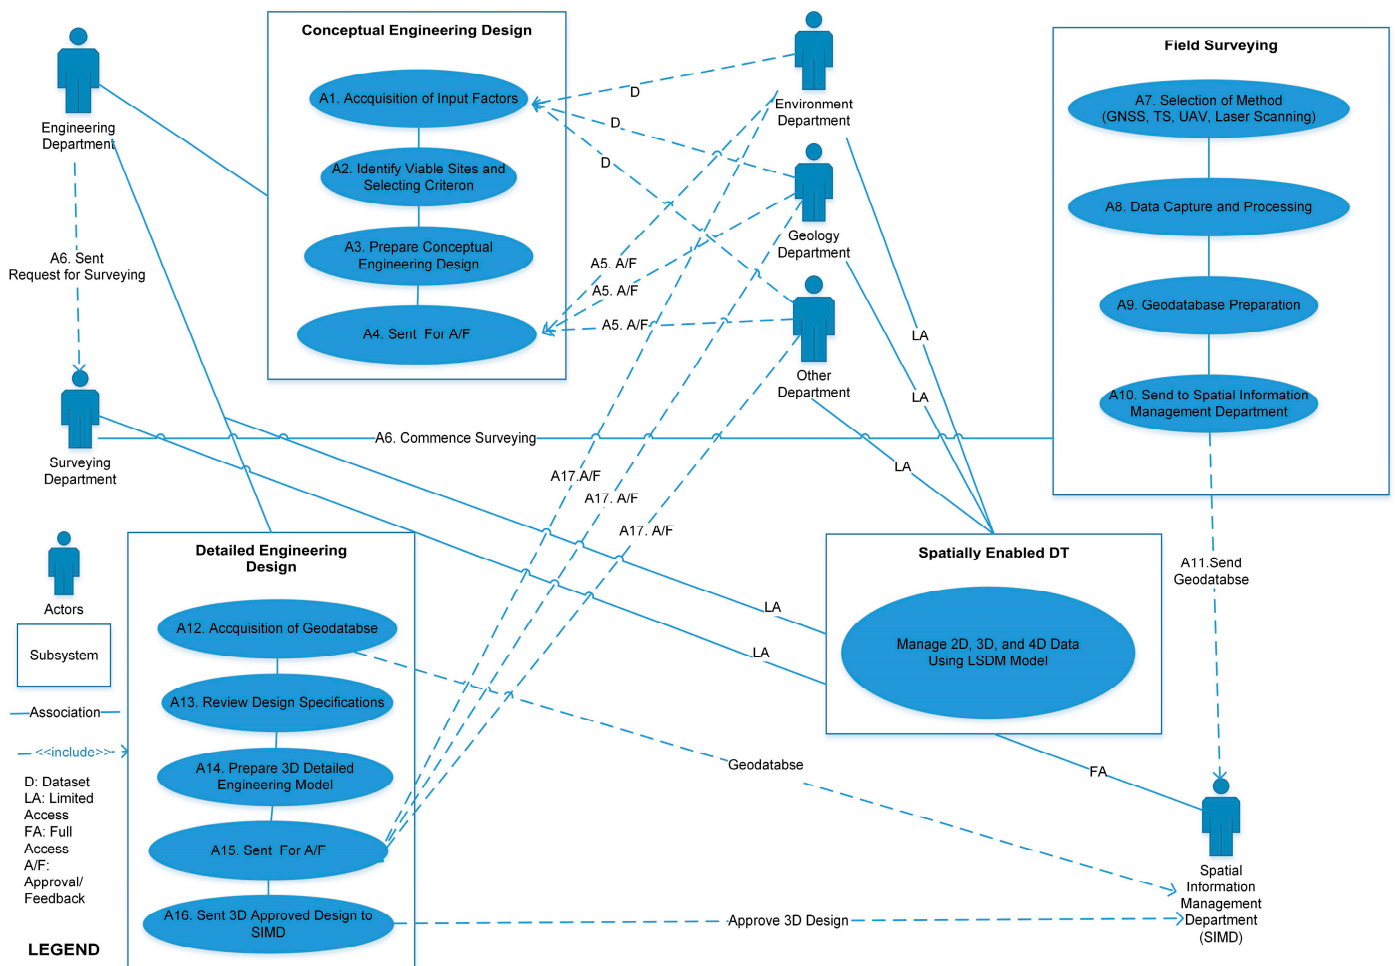 Conceptual Engineering Design
A1. Accquisition of Input Factors
A2. Identify Viable Sites and
Selecting Criteron
A3. Prepare Conceptual
Engineering Design
A4. Sent For A/F
Engineering
Department
A6. Sent
Request for Surveying
Surveying
Department
A6. Commence Surveying
Environment
Department
Geology
Department
Other
Department
D
D
D
A5. A/F
A5. A/F
A5. A/F
A17.A/F
A17. A/F
A17. A/F
LA
LA
LA
LA
LA
FA
Field Surveying
A7. Selection of Method
(GNSS, TS, UAV, Laser Scanning)
A8. Data Capture and Processing
A9. Geodatabase Preparation
A10. Send to Spatial Information
Management Department
A11.Send
Geodatabse
Spatially Enabled DT
Manage 2D, 3D, and 4D Data
Using LSDM Model
Detailed Engineering
Design
A12. Accquisition of Geodatabse
A13. Review Design Specifications
A14. Prepare 3D Detailed
Engineering Model
A15. Sent For A/F
A16. Sent 3D Approved Design to
SIMD
Geodatabse
Approve 3D Design
Spatial
Information
Management
Department
(SIMD)
Actors
Subsystem
Association
<<include>>
D: Dataset
LA: Limited
Access
FA: Full
Access
A/F:
Approval/
Feedback
LEGEND